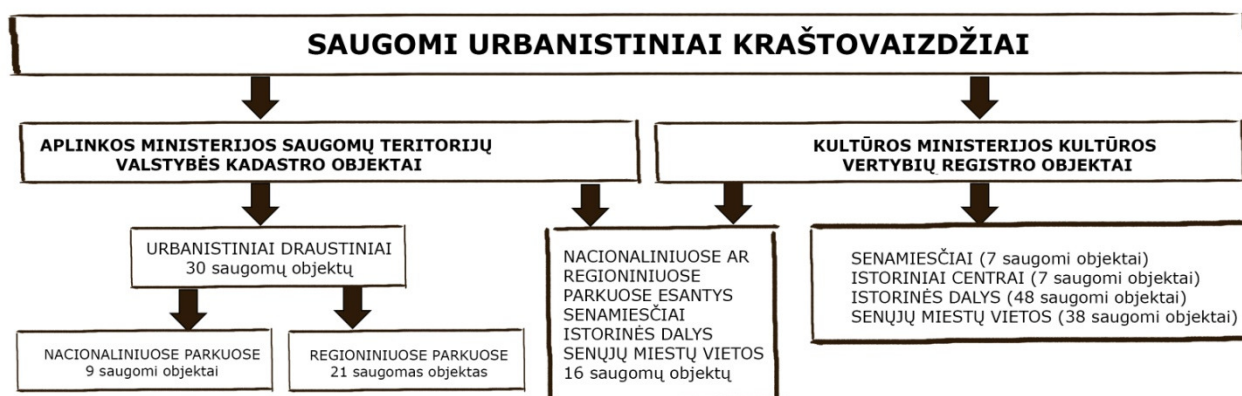 SAUGOMI URBANISTINIAI KRAŠTOVAIZDŽIAI
APLINKOS MINISTERIJOS SAUGOMŲ TERITORIJŲ
VALSTYBĖS KADASTRO OBJEKTAI
KULTŪROS MINISTERIJOS KULTŪROS
VERTYBIŲ REGISTRO OBJEKTAI
URBANISTINIAI DRAUSTINIAI
30 saugomų objektų
NACIONALINIUOSE PARKUOSE
9 saugomi objektai
REGIONINIUOSE PARKUOSE
21 saugomas objektas
NACIONALINIUOSE AR
REGIONINIUOSE
PARKUOSE ESANTYS
SENAMIESČIAI
ISTORINĖS DALYS
SENŲJŲ MIESTŲ VIETOS
16 saugomų objektų
SENAMIESČIAI (7 saugomi objektai)
ISTORINIAI CENTRAI (7 saugomi objektai)
ISTORINĖS DALYS (48 saugomi objektai)
SENŲJŲ MIESTŲ VIETOS (38 saugomi objektai)